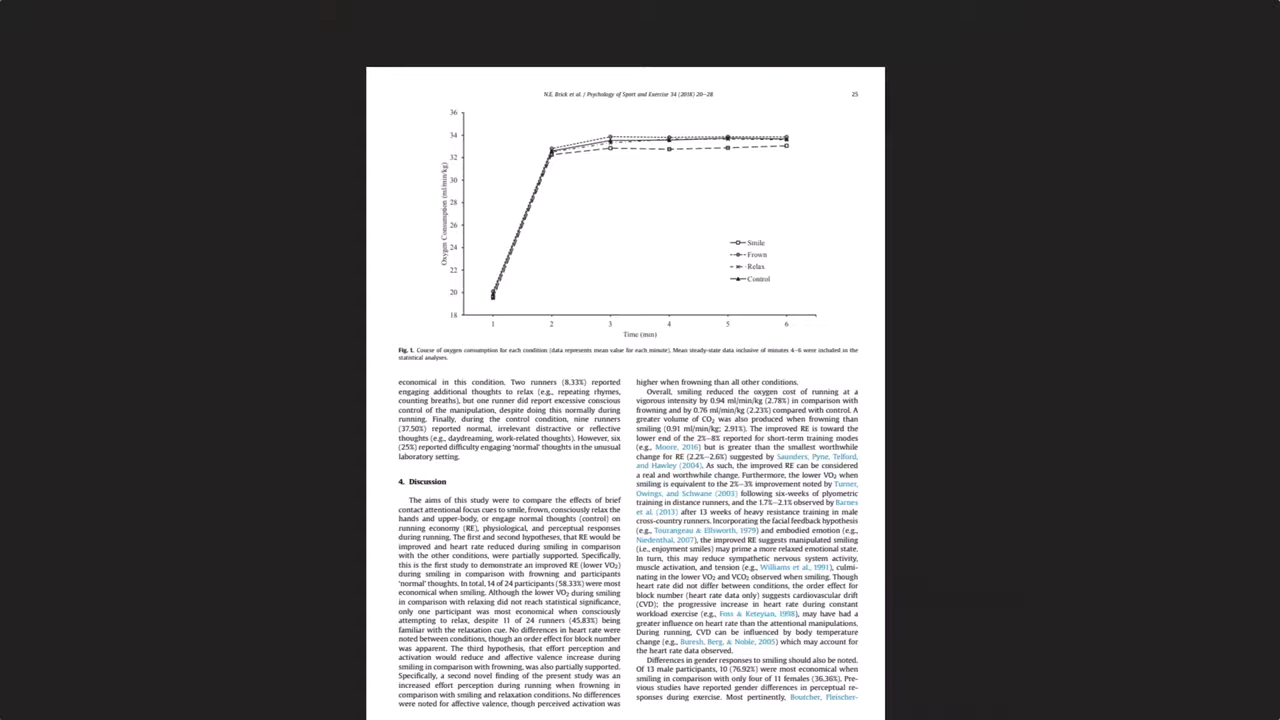 N.E. Brick et al. / Psychology of Sport and Exercise 34 (2018) 20–28
25
36
34
32
30
28
26
24
22
20
18
Oxygen Consumption (ml/min/kg)
Smile
Frown
Relax
Control
1 2 3 4 5 6
Time (min)
Fig. 1. Course of oxygen consumption for each condition (data represents mean value for each minute). Mean steady-state data inclusive of minutes 4–6 were included in the
statistical analyses.
economical in this condition. Two runners (8.33%) reported
engaging additional thoughts to relax (e.g., repeating rhymes,
counting breaths), but one runner did report excessive conscious
control of the manipulation, despite doing this normally during
running. Finally, during the control condition, nine runners
(37.50%) reported normal, irrelevant distractive or reflective
thoughts (e.g., daydreaming, work-related thoughts). However, six
(25%) reported difficulty engaging 'normal' thoughts in the unusual
laboratory setting.
4. Discussion
The aims of this study were to compare the effects of brief
contact attentional focus cues to smile, frown, consciously relax the
hands and upper-body, or engage normal thoughts (control) on
running economy (RE), physiological, and perceptual responses
during running. The first and second hypotheses, that RE would be
improved and heart rate reduced during smiling in comparison
with the other conditions, were partially supported. Specifically,
this is the first study to demonstrate an improved RE (lower VO2)
during smiling in comparison with frowning and participants
'normal' thoughts. In total, 14 of 24 participants (58.33%) were most
economical when smiling. Although the lower VO2 during smiling
in comparison with relaxing did not reach statistical significance,
only one participant was most economical when consciously
attempting to relax, despite 11 of 24 runners (45.83%) being
familiar with the relaxation cue. No differences in heart rate were
noted between conditions, though an order effect for block number
was apparent. The third hypothesis, that effort perception and
activation would reduce and affective valence increase during
smiling in comparison with frowning, was also partially supported.
Specifically, a second novel finding of the present study was an
increased effort perception during running when frowning in
comparison with smiling and relaxation conditions. No differences
were noted for affective valence, though perceived activation was
higher when frowning than all other conditions.
Overall, smiling reduced the oxygen cost of running at a
vigorous intensity by 0.94 ml/min/kg (2.78%) in comparison with
frowning and by 0.76 ml/min/kg (2.23%) compared with control. A
greater volume of CO2 was also produced when frowning than
smiling (0.91 ml/min/kg; 2.91%). The improved RE is toward the
lower end of the 2%–8% reported for short-term training modes
(e.g., Moore, 2016) but is greater than the smallest worthwhile
change for RE (2.2%–2.6%) suggested by Saunders, Pyne, Telford,
and Hawley (2004). As such, the improved RE can be considered
a real and worthwhile change. Furthermore, the lower VO2 when
smiling is equivalent to the 2%–3% improvement noted by Turner,
Owings, and Schwane (2003) following six-weeks of plyometric
training in distance runners, and the 1.7%–2.1% observed by Barnes
et al. (2013) after 13 weeks of heavy resistance training in male
cross-country runners. Incorporating the facial feedback hypothesis
(e.g., Tourangeau & Ellsworth, 1979) and embodied emotion (e.g.,
Niedenthal, 2007), the improved RE suggests manipulated smiling
(i.e., enjoyment smiles) may prime a more relaxed emotional state.
In turn, this may reduce sympathetic nervous system activity,
muscle activation, and tension (e.g., Williams et al., 1991), culmi-
nating in the lower VO2 and VCO2 observed when smiling. Though
heart rate did not differ between conditions, the order effect for
block number (heart rate data only) suggests cardiovascular drift
(CVD); the progressive increase in heart rate during constant
workload exercise (e.g., Foss & Keteyian, 1998), may have had a
greater influence on heart rate than the attentional manipulations.
During running, CVD can be influenced by body temperature
change (e.g., Buresh, Berg, & Noble, 2005) which may account for
the heart rate data observed.
Differences in gender responses to smiling should also be noted.
Of 13 male participants, 10 (76.92%) were most economical when
smiling in comparison with only four of 11 females (36.36%). Pre-
vious studies have reported gender differences in perceptual re-
sponses during exercise. Most pertinently, Boutcher, Fleischer-